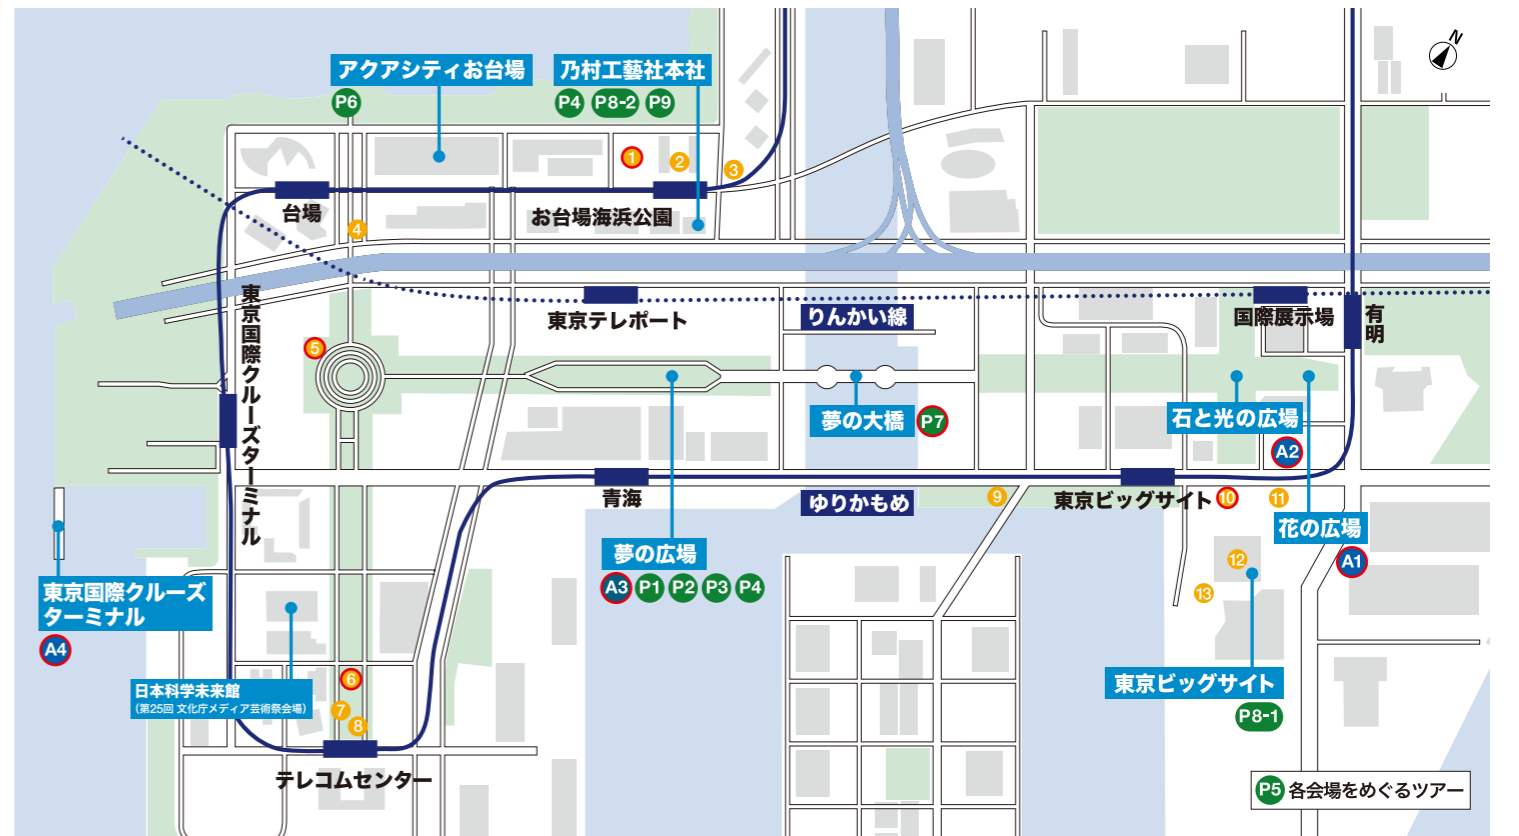 N
アクアシティお台場
P6
乃村工藝社本社
P4 P8-2 P9
1
2
3
台場
お台場海浜公園
4
東京国際クルーズターミナル
東京テレポート
りんかい線
国際展示場
有明
5
夢の大橋
P7
石と光の広場
A2
青海
ゆりかもめ
9
東京ビッグサイト
10
11
花の広場
A1
夢の広場
A3 P1 P2 P3 P4
12
13
東京国際クルーズ
ターミナル
A4
日本科学未来館
(第25回 文化庁メディア芸術祭会場)
6
7
8
東京ビッグサイト
P8-1
テレコムセンター
P5 各会場をめぐるツアー